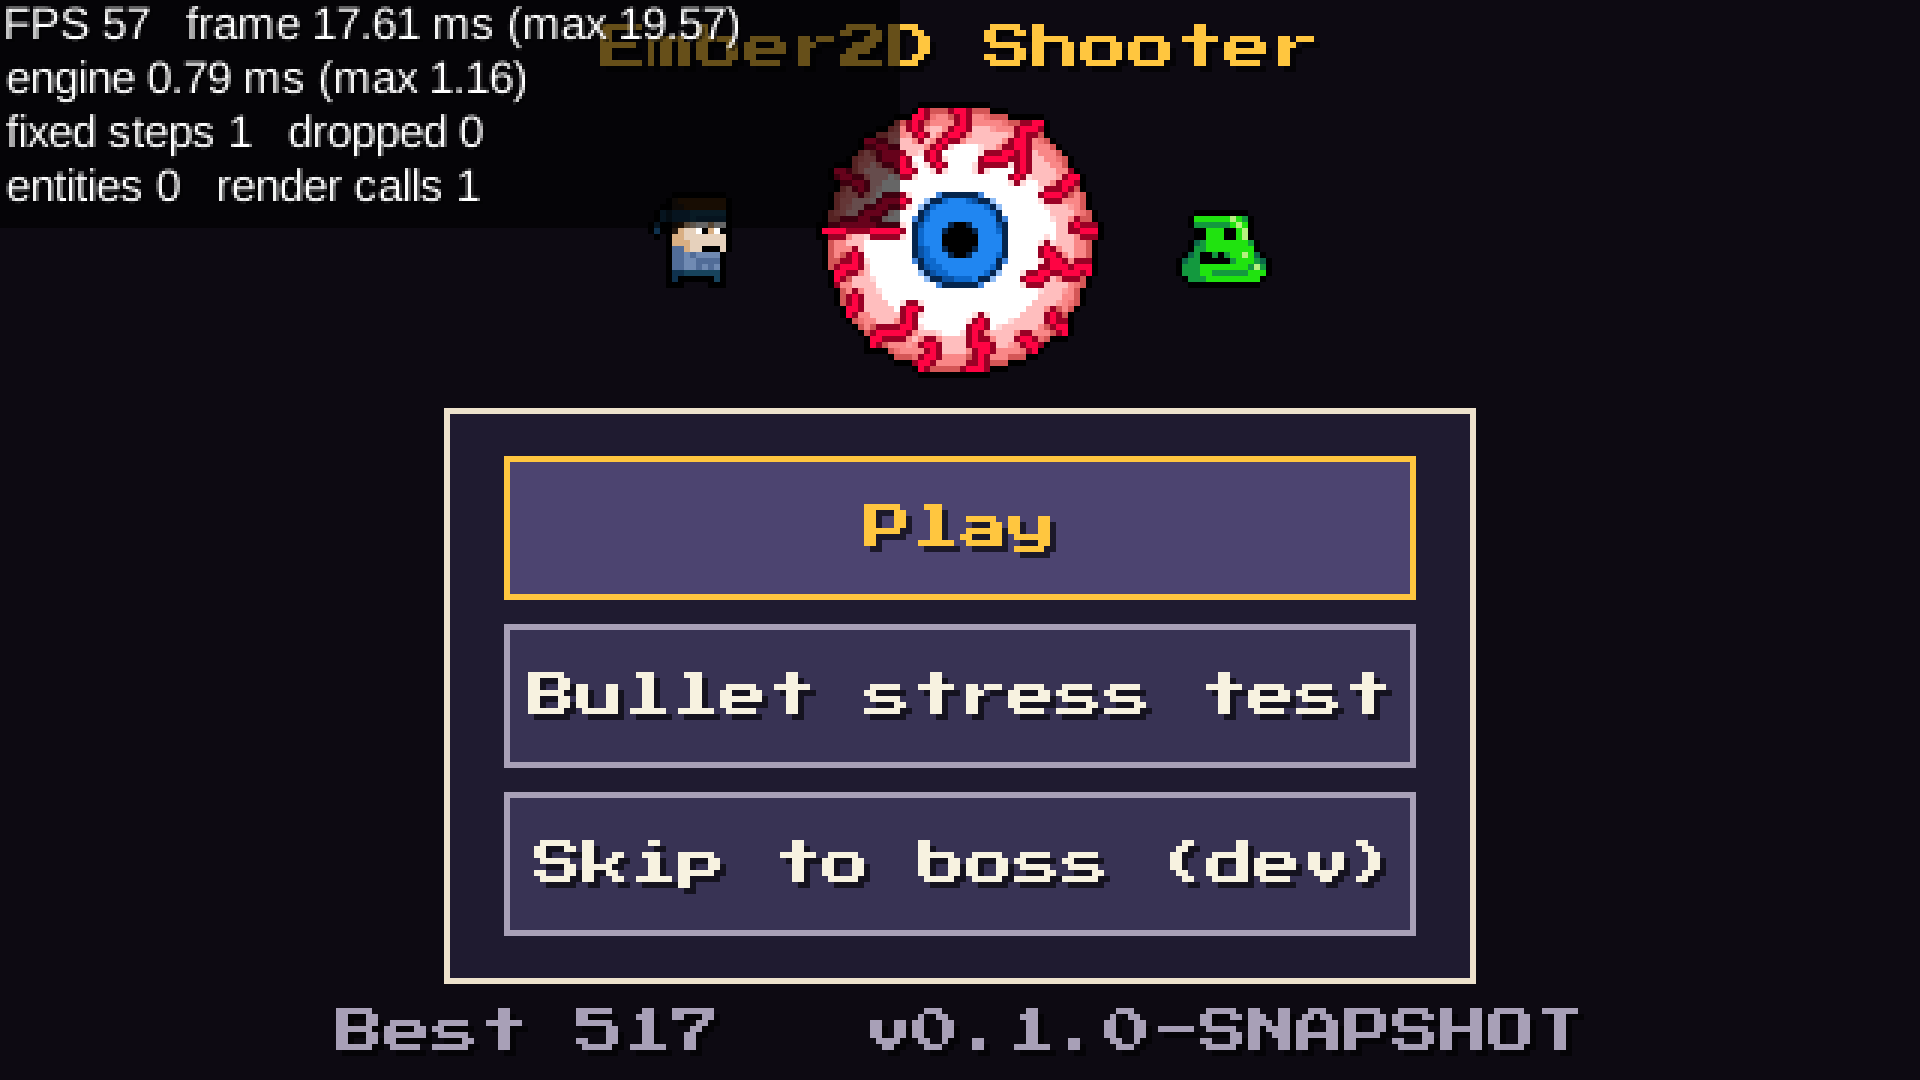 FPS 57 frame 17.61 ms (max 19.57)
Ember2D Shooter
engine 0.79 ms (max 1.16)
fixed steps 1 dropped 0
entities 0 render calls 1
Play
Bullet stress test
Skip to boss (dev)
Best 517 v0.1.0-SNAPSHOT